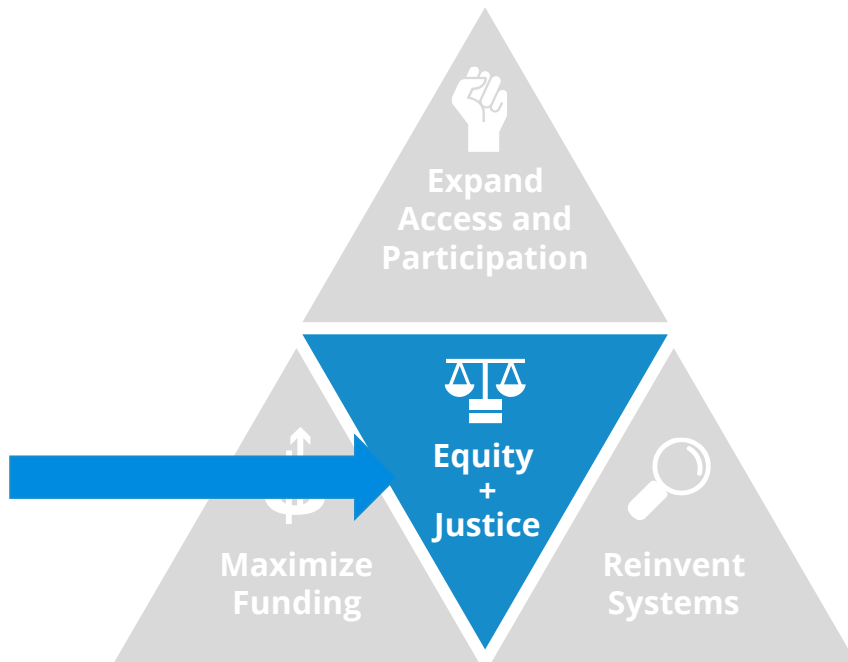 Expand
Access and
Participation
Equity
+
Justice
Maximize
Funding
Reinvent
Systems